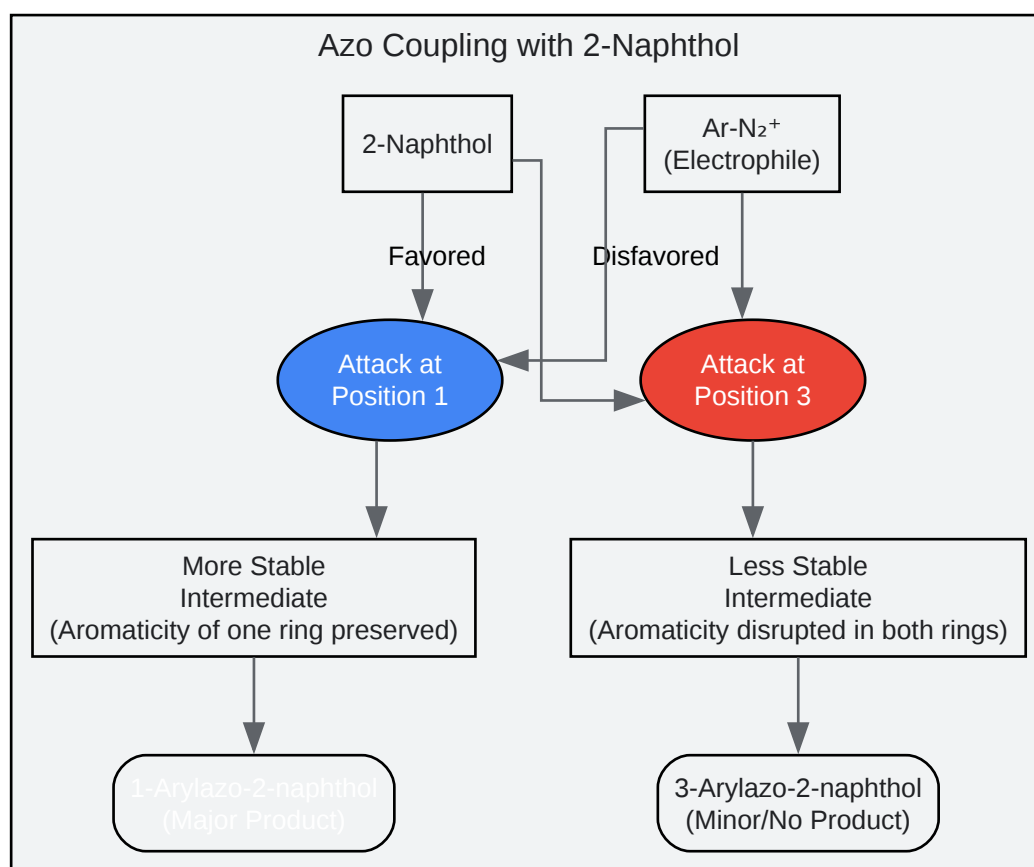 Azo Coupling with 2-Naphthol
2-Naphthol
Ar-N₂⁺
(Electrophile)
Favored
Disfavored
Attack at
Position 1
Attack at
Position 3
More Stable
Intermediate
(Aromaticity of one ring preserved)
Less Stable
Intermediate
(Aromaticity disrupted in both rings)
1-Arylazo-2-naphthol
(Major Product)
3-Arylazo-2-naphthol
(Minor/No Product)